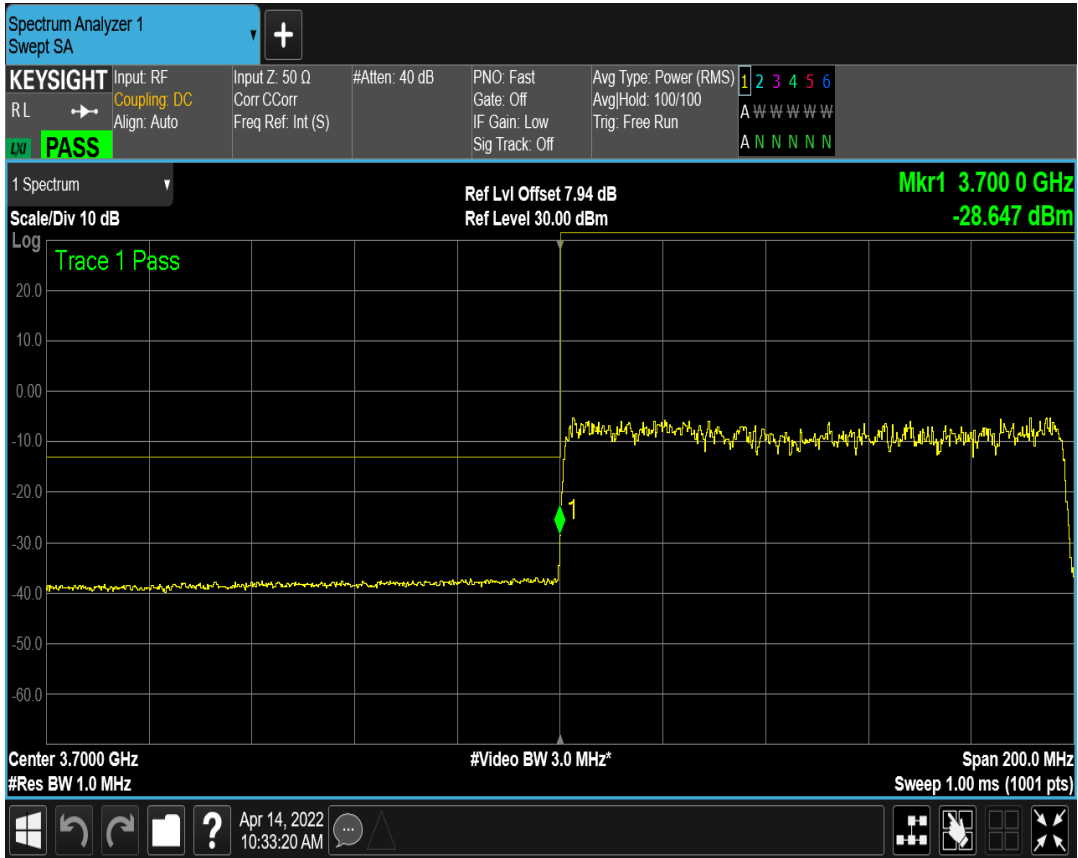 Spectrum Analyzer 1
Swept SA
+
KEYSIGHT
R L
LXI PASS
Input: RF
Coupling: DC
Align: Auto
Input Z: 50 Ω
Corr CCorr
Freq Ref: Int (S)
#Atten: 40 dB
PNO: Fast
Gate: Off
IF Gain: Low
Sig Track: Off
Avg Type: Power (RMS)
Avg|Hold: 100/100
Trig: Free Run
1 2 3 4 5 6
A W W W W W
A N N N N N
1 Spectrum
Scale/Div 10 dB
Ref Lvl Offset 7.94 dB
Ref Level 30.00 dBm
Mkr1 3.700 0 GHz
-28.647 dBm
Log
Trace 1 Pass
20.0
10.0
0.00
-10.0
-20.0
1
-30.0
-40.0
-50.0
-60.0
Center 3.7000 GHz
#Video BW 3.0 MHz*
Span 200.0 MHz
#Res BW 1.0 MHz
Sweep 1.00 ms (1001 pts)
?
Apr 14, 2022
10:33:20 AM